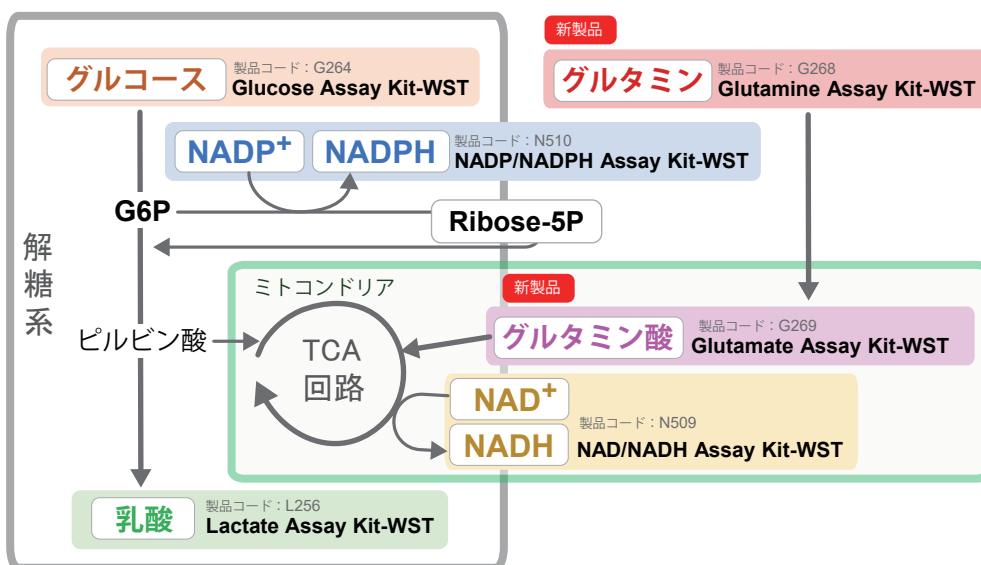 新製品
グルコース
製品コード：G264
Glucose Assay Kit-WST
グルタミン
製品コード：G268
Glutamine Assay Kit-WST
NADP⁺
NADPH
製品コード：N510
NADP/NADPH Assay Kit-WST
G6P
Ribose-5P
解糖系
ミトコンドリア
新製品
ピルビン酸
TCA
回路
グルタミン酸
製品コード：G269
Glutamate Assay Kit-WST
NAD⁺
NADH
製品コード：N509
NAD/NADH Assay Kit-WST
乳酸
製品コード：L256
Lactate Assay Kit-WST